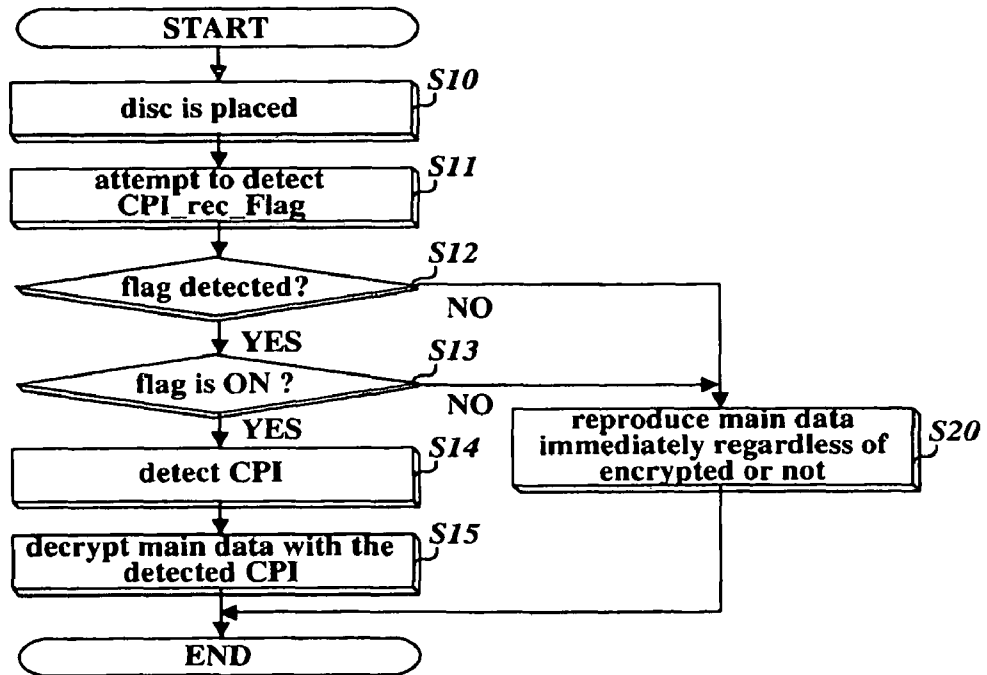 START
S10
disc is placed
S11
attempt to detect
CPI_rec_Flag
S12
flag detected?
NO
YES
S13
flag is ON ?
NO
YES
reproduce main data
immediately regardless of
encrypted or not
S20
S14
detect CPI
S15
decrypt main data with the
detected CPI
END